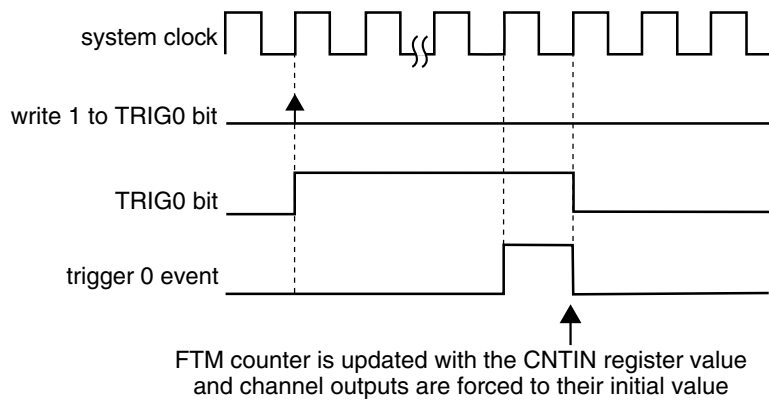 system clock
write 1 to TRIG0 bit
TRIG0 bit
trigger 0 event
FTM counter is updated with the CNTIN register value
and channel outputs are forced to their initial value